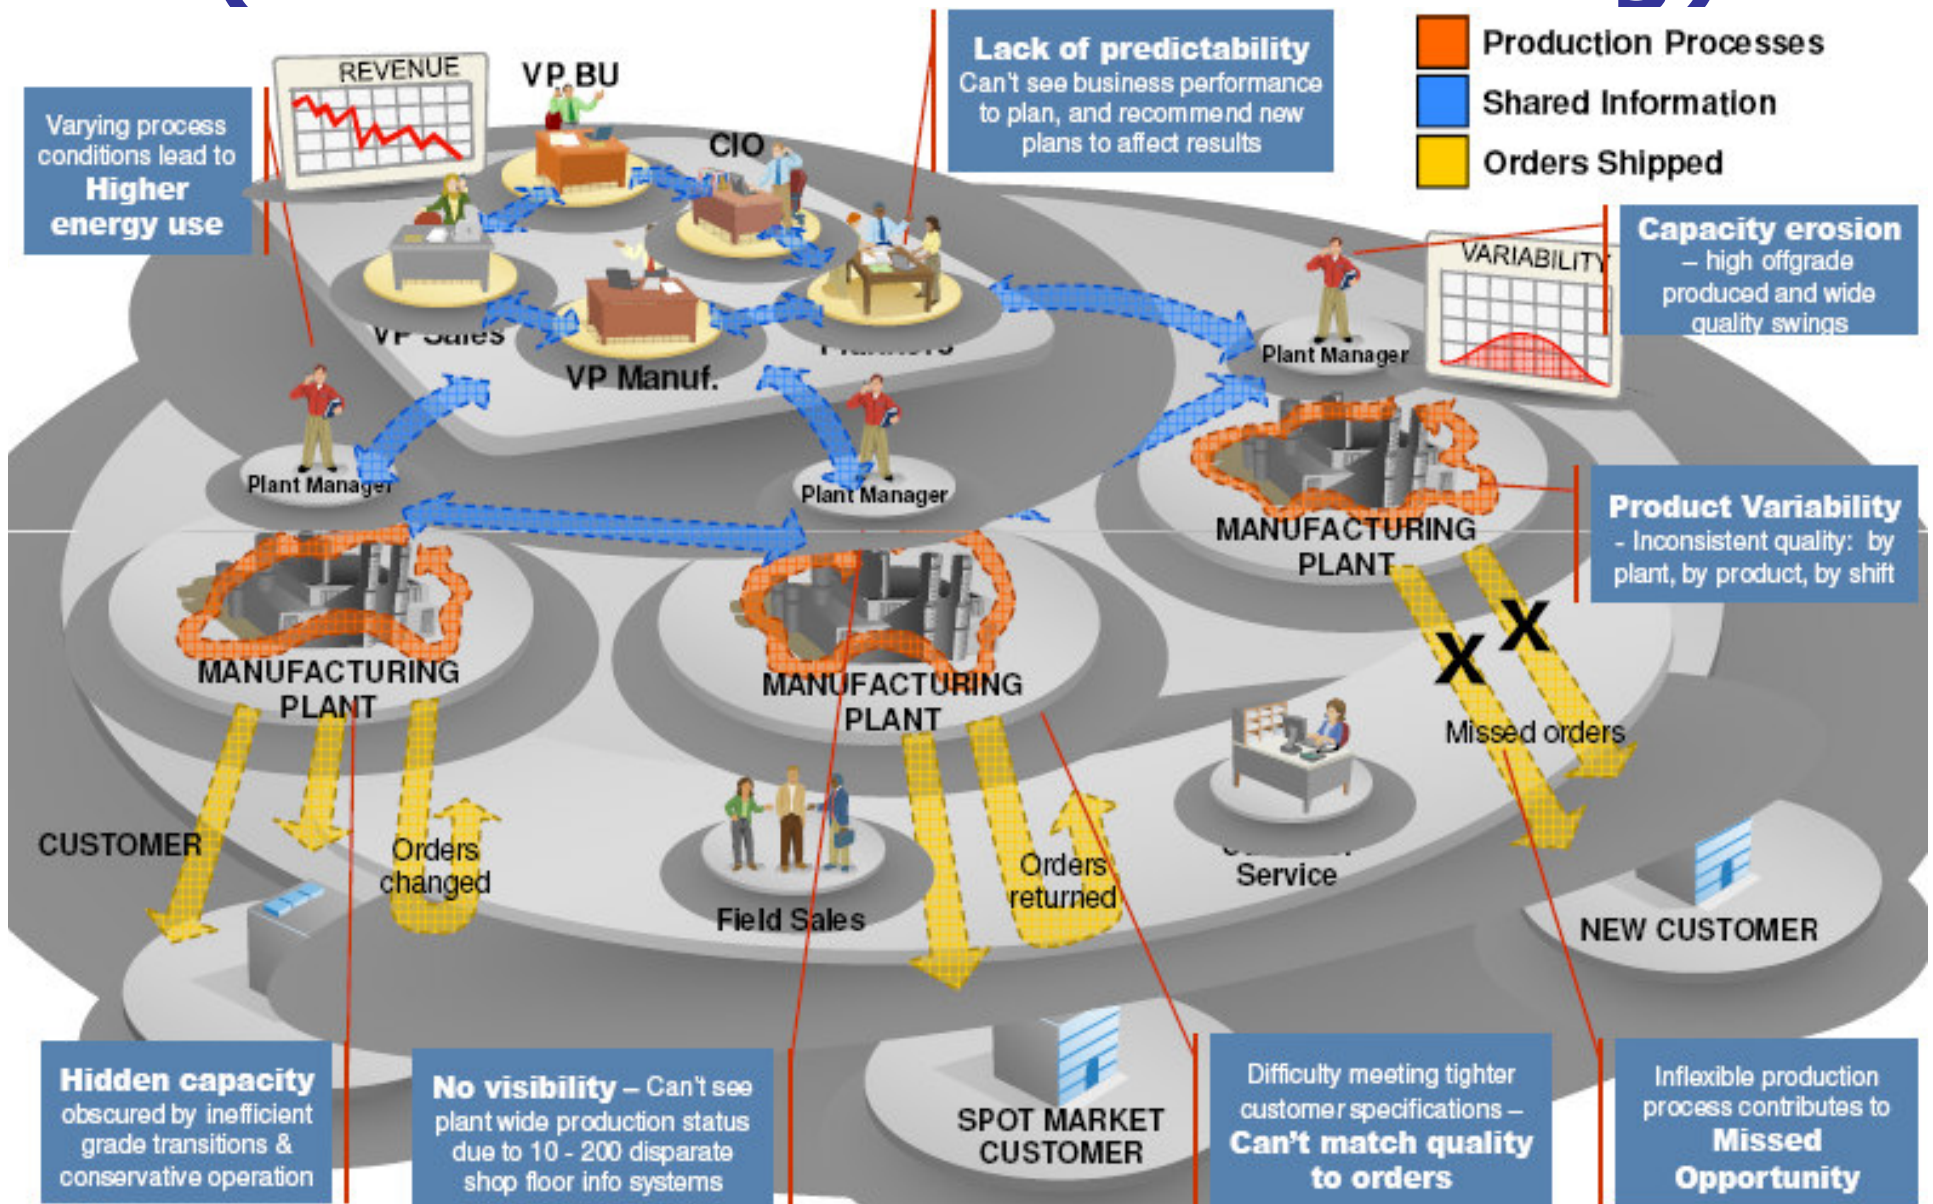 REVENUE
VP BU
Lack of predictability
Can't see business performance
to plan, and recommend new
plans to affect results
Production Processes
Shared Information
Orders Shipped
Varying process
conditions lead to
Higher
energy use
CIO
Capacity erosion
– high offgrade
produced and wide
quality swings
VARIABILITY
VP Sales
VP Manuf.
Plant Manager
Plant Manager
Plant Manager
Product Variability
- Inconsistent quality: by
plant, by product, by shift
MANUFACTURING
PLANT
MANUFACTURING
PLANT
MANUFACTURING
PLANT
X
X
Missed orders
CUSTOMER
Orders
changed
Orders
returned
Field Sales
Service
NEW CUSTOMER
Hidden capacity
obscured by inefficient
grade transitions &
conservative operation
No visibility – Can't see
plant wide production status
due to 10 - 200 disparate
shop floor info systems
SPOT MARKET
CUSTOMER
Difficulty meeting tighter
customer specifications –
Can't match quality
to orders
Inflexible production
process contributes to
Missed
Opportunity